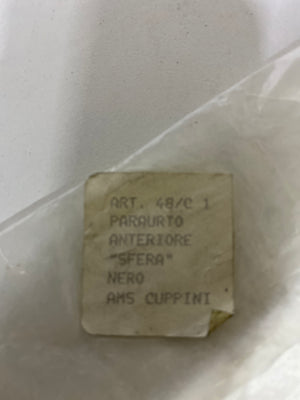 ART. 48/C 1
PARAURTO
ANTERIORE
"SFERA"
NERO
AMS CUPPINI